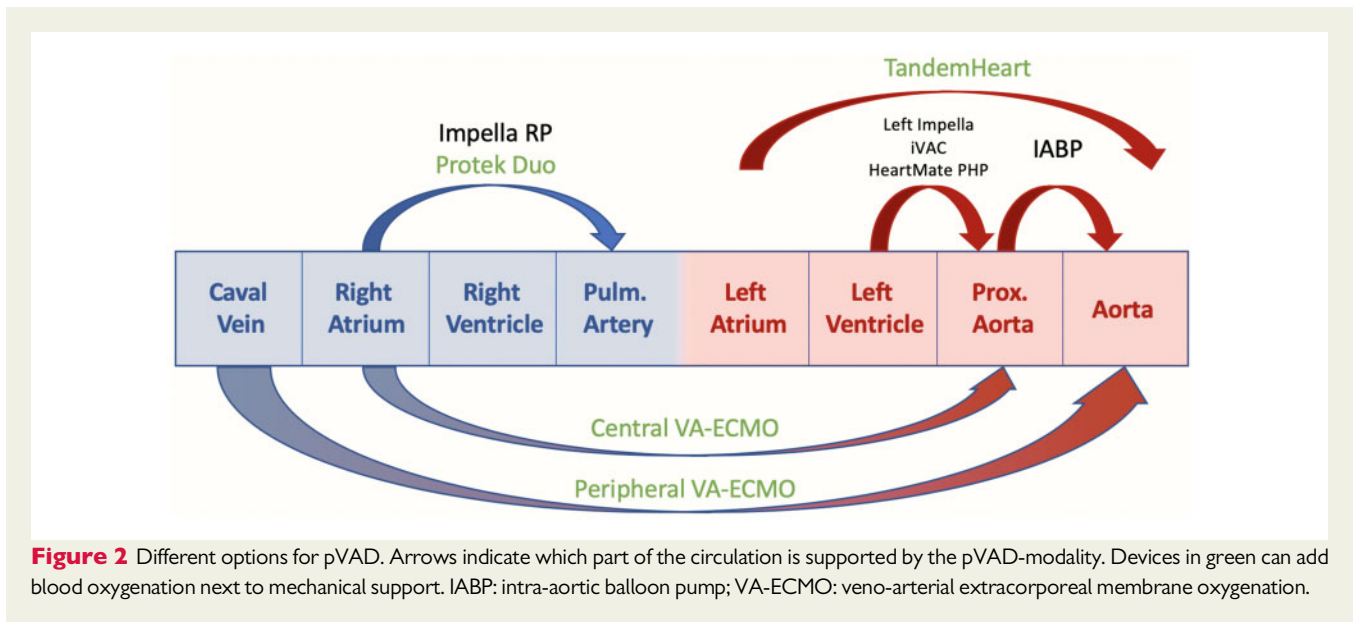 TandemHeart
Impella RP
Protek Duo
Left Impella
iVAC
HeartMate PHP
IABP
Caval
Vein
Right
Atrium
Right
Ventricle
Pulm.
Artery
Left
Atrium
Left
Ventricle
Prox.
Aorta
Aorta
Central VA-ECMO
Peripheral VA-ECMO
Figure 2 Different options for pVAD. Arrows indicate which part of the circulation is supported by the pVAD-modality. Devices in green can add
blood oxygenation next to mechanical support. IABP: intra-aortic balloon pump; VA-ECMO: veno-arterial extracorporeal membrane oxygenation.